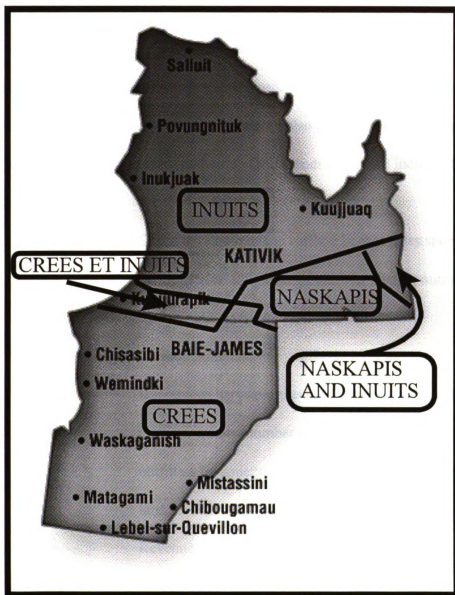 Salluit
Povungnituk
Inukjuak
INUITS
Kuujjuaq
KATIVIK
CREES ET INUITS
NASKAPIS
BAIE-JAMES
Chisasibi
NASKAPIS
AND INUITS
Wemindki
CREES
Waskaganish
Mistassini
Matagami
Chibougamau
Lebel-sur-Quevillon